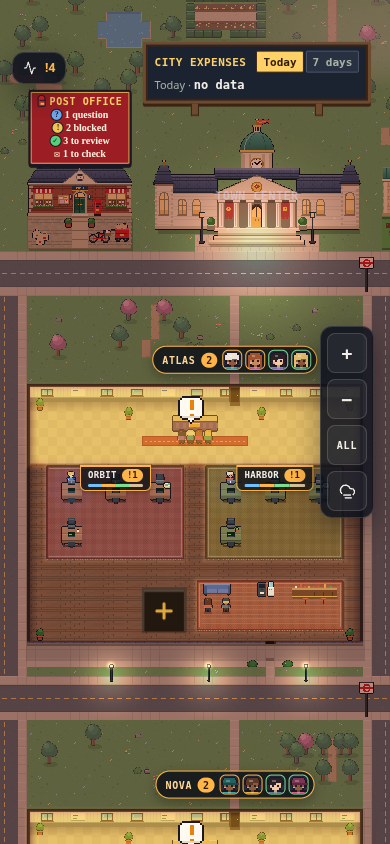 !4
CITY EXPENSES Today 7 days
Today · no data
POST OFFICE
? 1 question
! 2 blocked
✓ 3 to review
✉ 1 to check
ATLAS 2
+
−
ALL
!
ORBIT !1
HARBOR !1
+
NOVA 2
!